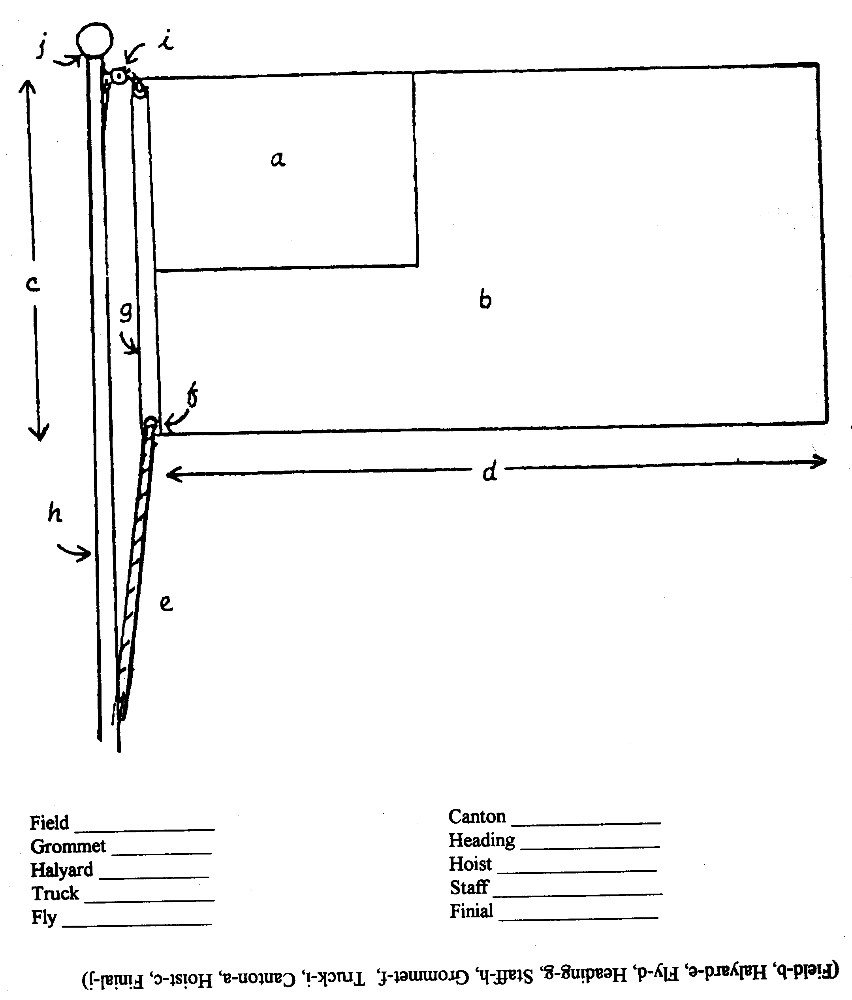 j
i
a
c
b
g
f
d
h
e
Field
Grommet
Halyard
Truck
Fly
Canton
Heading
Hoist
Staff
Finial
(Field-b, Halyard-e, Fly-d, Heading-g, Staff-h, Grommet-f, Truck-i, Canton-a, Hoist-c, Finial-j)